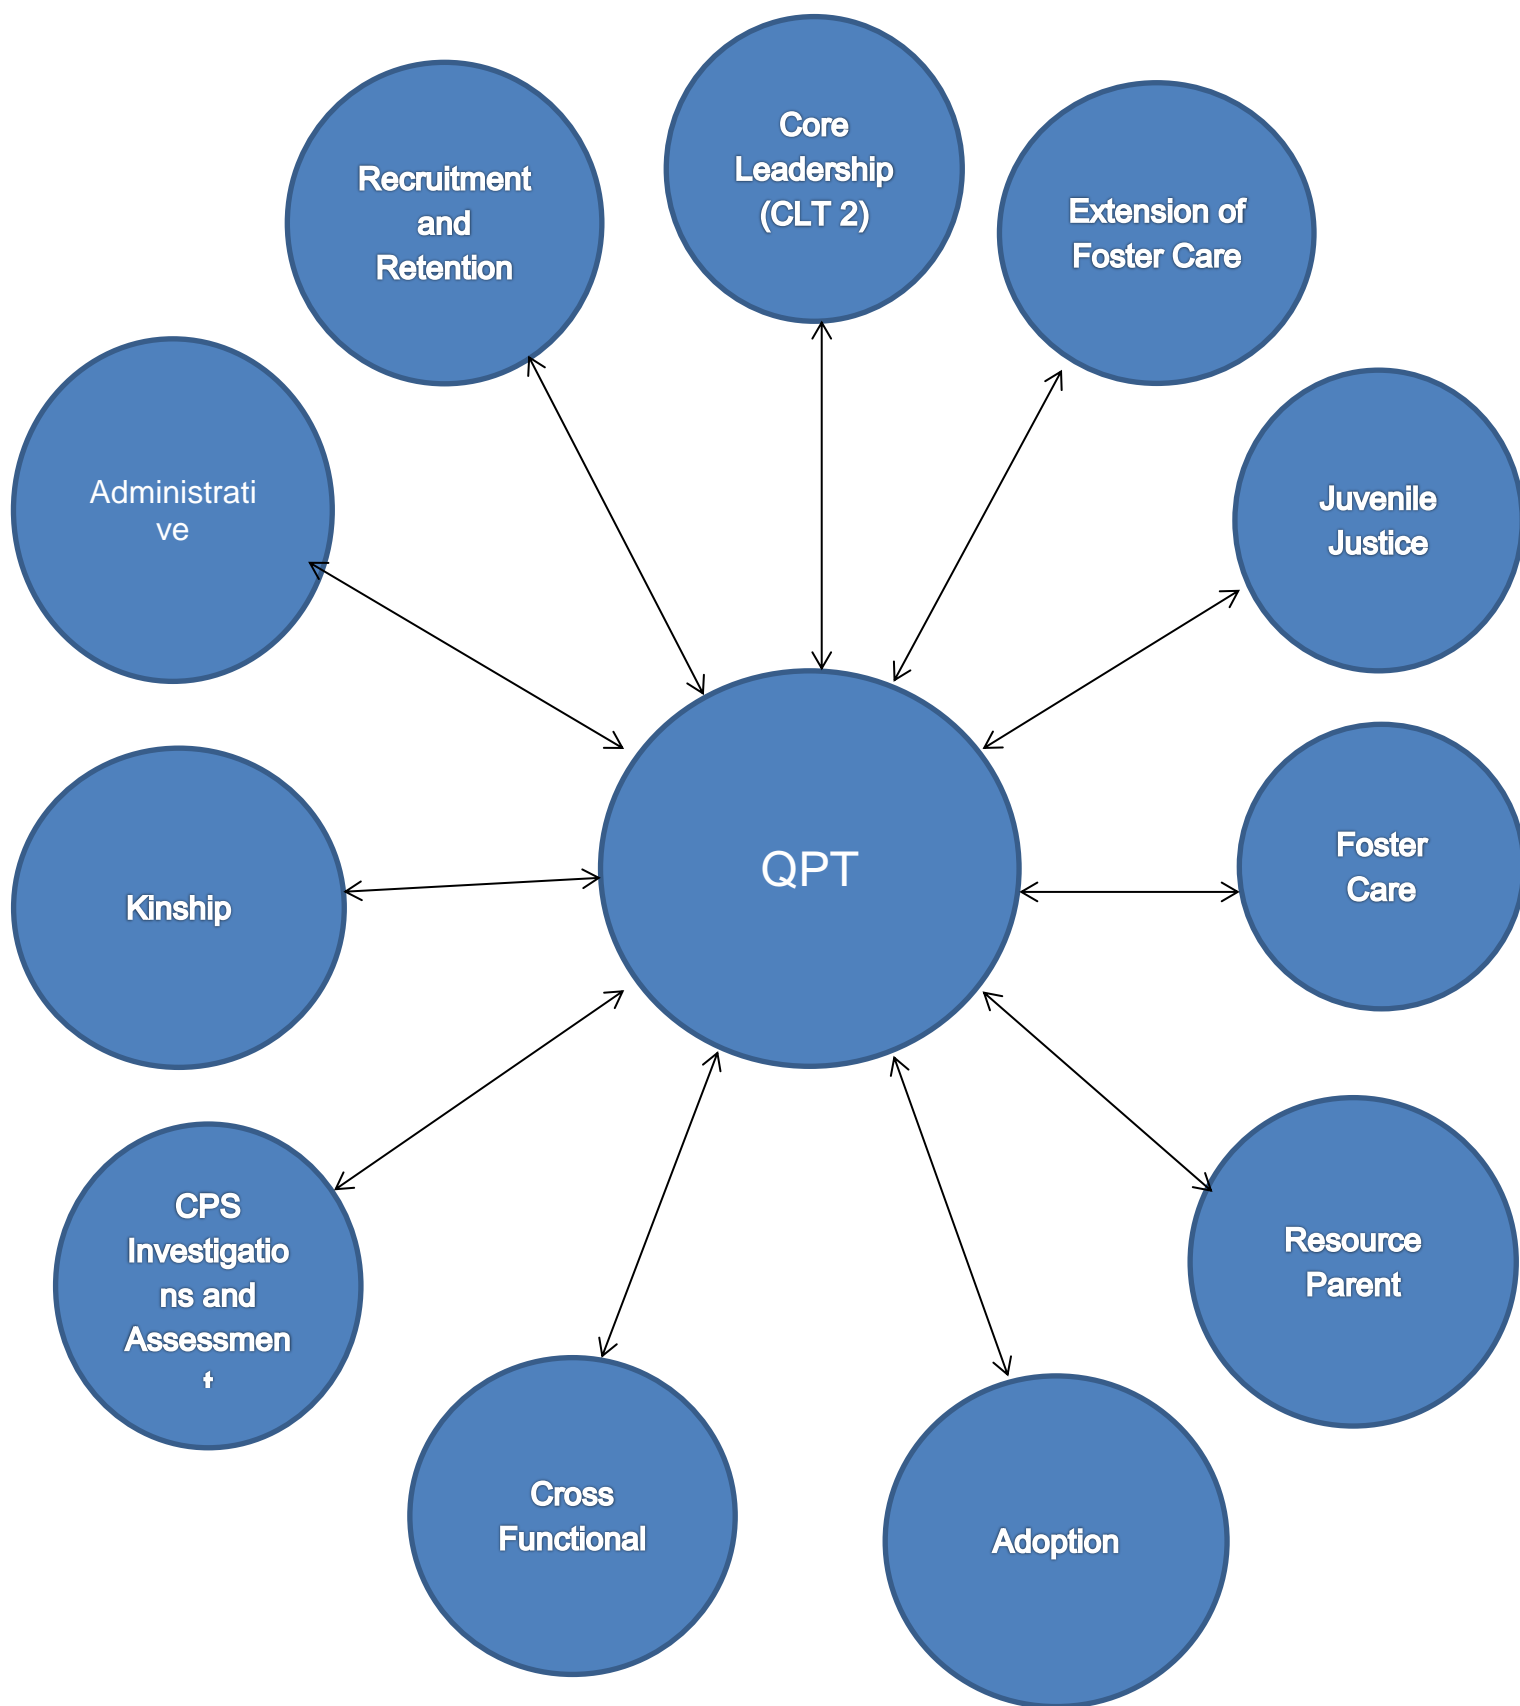 Core
Leadership
(CLT 2)
Recruitment
and
Retention
Extension of
Foster Care
Administrati
ve
Juvenile
Justice
QPT
Foster
Care
Kinship
CPS
Investigatio
ns and
Assessmen
t
Resource
Parent
Cross
Functional
Adoption